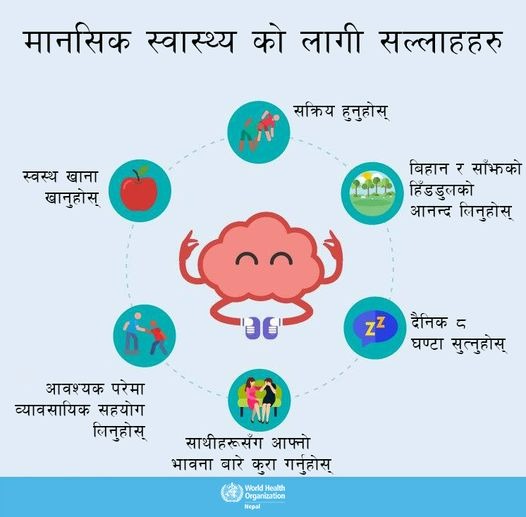 मानसिक स्वास्थ्य को लागी सल्लाहहरु
सक्रिय हुनुहोस्
बिहान र साँझको
हिँडडुलको
आनन्द लिनुहोस्
दैनिक ८
घण्टा सुत्नुहोस्
साथीहरूसँग आफ्नो
भावना बारे कुरा गर्नुहोस्
आवश्यक परेमा
व्यावसायिक सहयोग
लिनुहोस्
स्वस्थ खाना
खानुहोस्
ZZ
World Health
Organization
Nepal